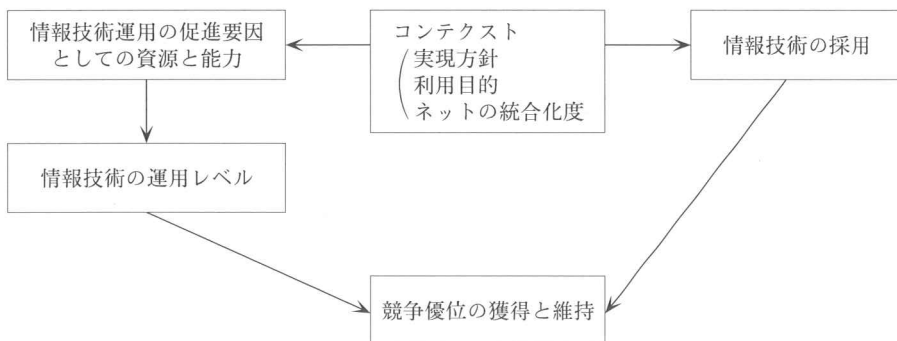 情報技術運用の促進要因
としての資源と能力
コンテクスト
実現方針
利用目的
ネットの統合化度
情報技術の採用
情報技術の運用レベル
競争優位の獲得と維持